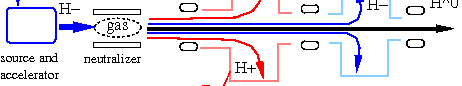 H−
H−
H^0
gas
source and
accelerator
neutralizer
H+